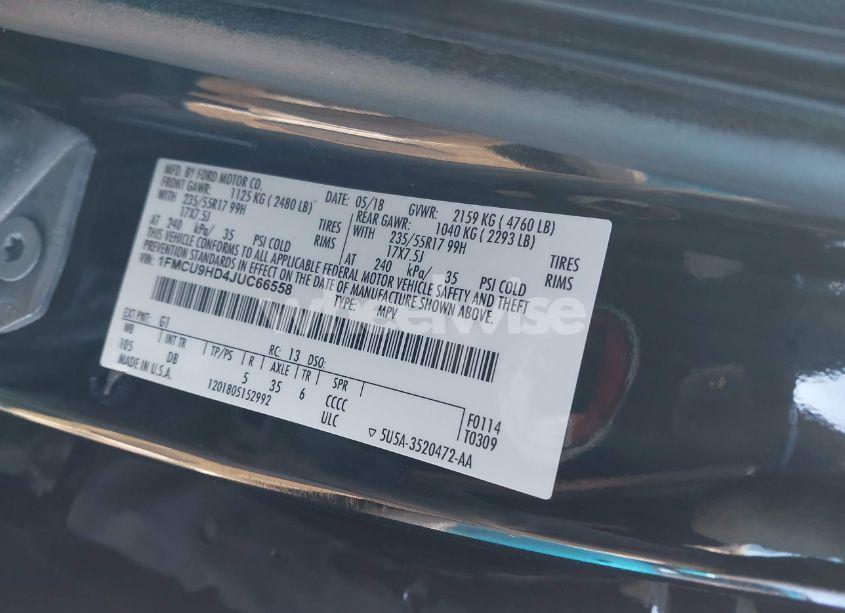 MFD. BY FORD MOTOR CO.
DATE: 05/18 GVWR: 2159 KG ( 4760 LB)
FRONT GAWR: 1125 KG ( 2480 LB) REAR GAWR: 1040 KG ( 2293 LB)
WITH 235/55R17 99H TIRES WITH 235/55R17 99H TIRES
17X7.5J RIMS 17X7.5J RIMS
AT 240 kPa/ 35 PSI COLD AT 240 kPa/ 35 PSI COLD
THIS VEHICLE CONFORMS TO ALL APPLICABLE FEDERAL MOTOR VEHICLE SAFETY AND THEFT
PREVENTION STANDARDS IN EFFECT ON THE DATE OF MANUFACTURE SHOWN ABOVE.
VIN: 1FMCU9HD4JUC66558
TYPE: MPV
EXT PNT: GT RC: 13 DSO:
WB INT TR TP/PS R AXLE TR SPR
105 DB 5 35 6 CCCC
MADE IN U.S.A. 1201805152992 ULC
F0114
T0309
▽ 5U5A-3520472-AA
wheelwise